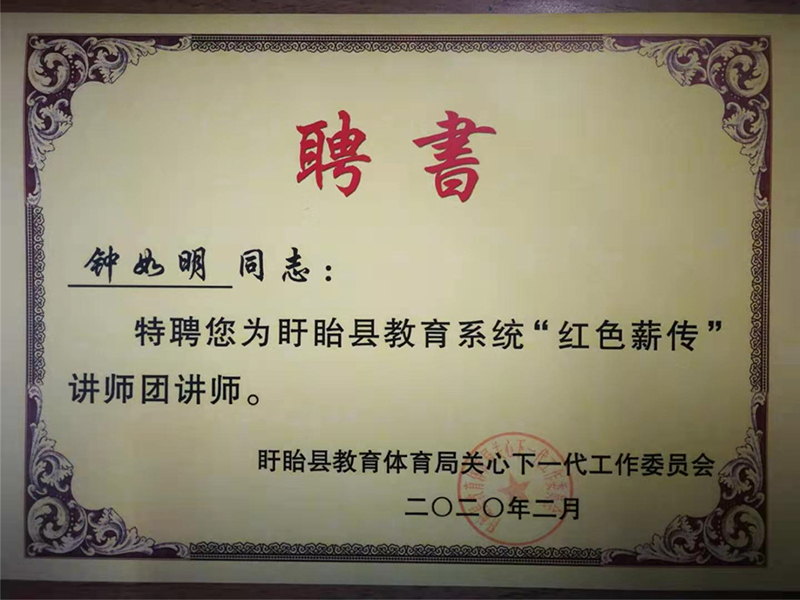 聘书
钟如明 同志：
特聘您为盱眙县教育系统“红色薪传”
讲师团讲师。
盱眙县教育体育局关心下一代工作委员会
二〇二〇年二月